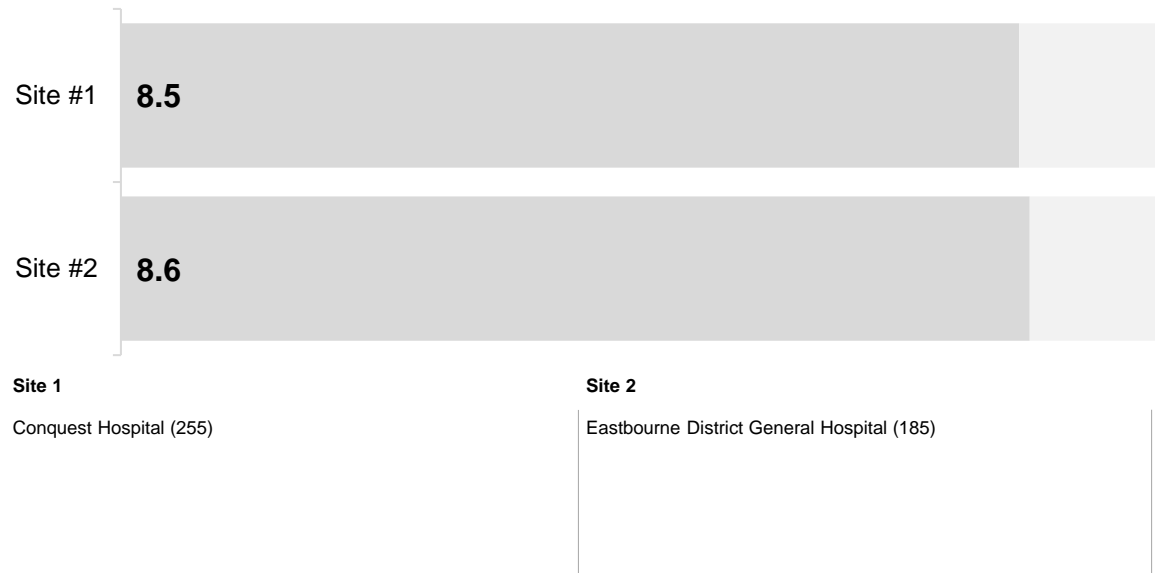 Site #1
8.5
Site #2
8.6
Site 1
Conquest Hospital (255)
Site 2
Eastbourne District General Hospital (185)